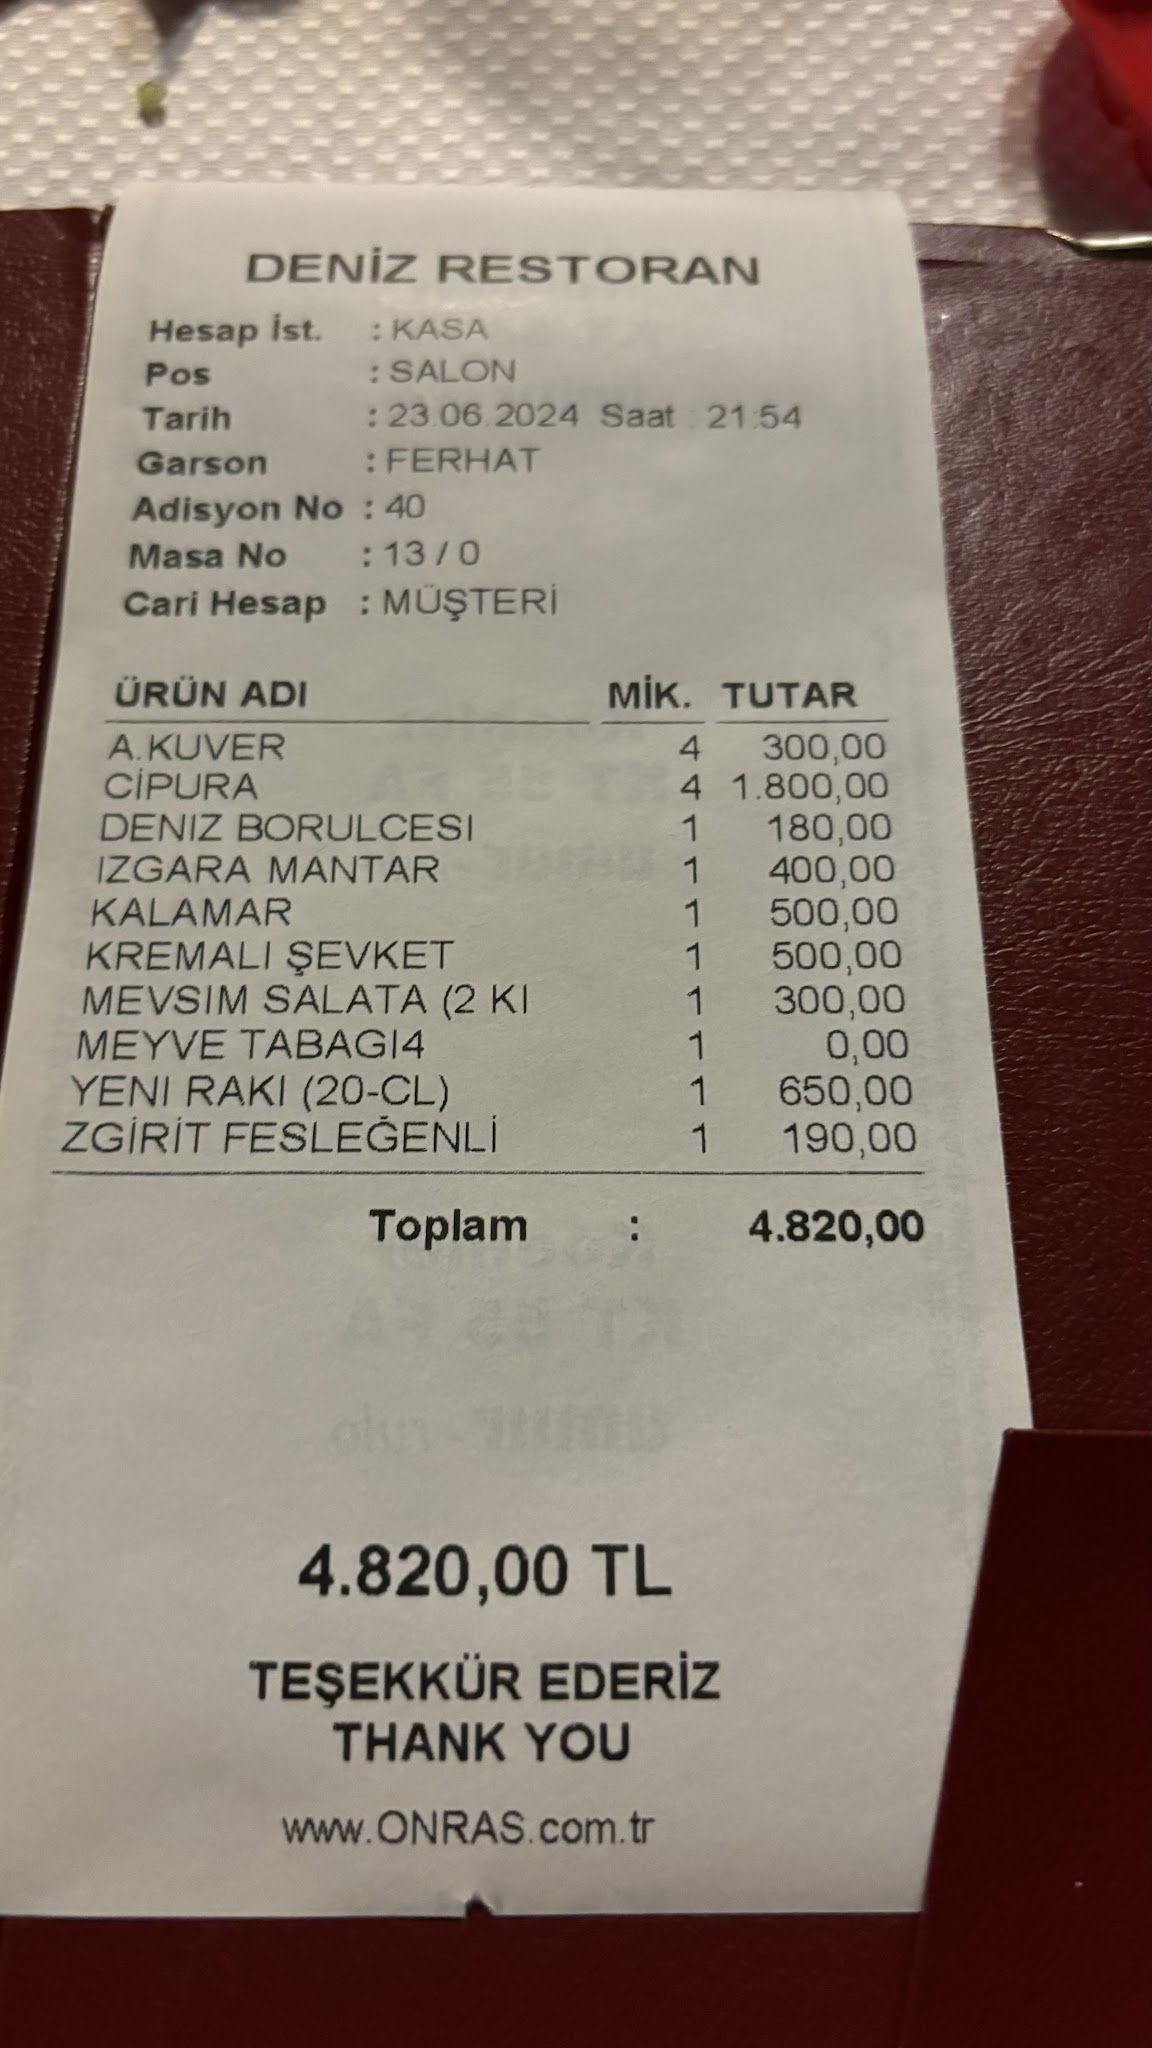 DENİZ RESTORAN
Hesap İst. : KASA
Pos : SALON
Tarih : 23.06.2024 Saat : 21:54
Garson : FERHAT
Adisyon No : 40
Masa No : 13 / 0
Cari Hesap : MÜŞTERİ
ÜRÜN ADI MİK. TUTAR
A.KUVER 4 300,00
CİPURA 4 1.800,00
DENIZ BORULCESI 1 180,00
IZGARA MANTAR 1 400,00
KALAMAR 1 500,00
KREMALI ŞEVKET 1 500,00
MEVSIM SALATA (2 KI 1 300,00
MEYVE TABAGI4 1 0,00
YENI RAKI (20-CL) 1 650,00
ZGİRİT FESLEĞENLİ 1 190,00
Toplam : 4.820,00
4.820,00 TL
TEŞEKKÜR EDERİZ
THANK YOU
www.ONRAS.com.tr